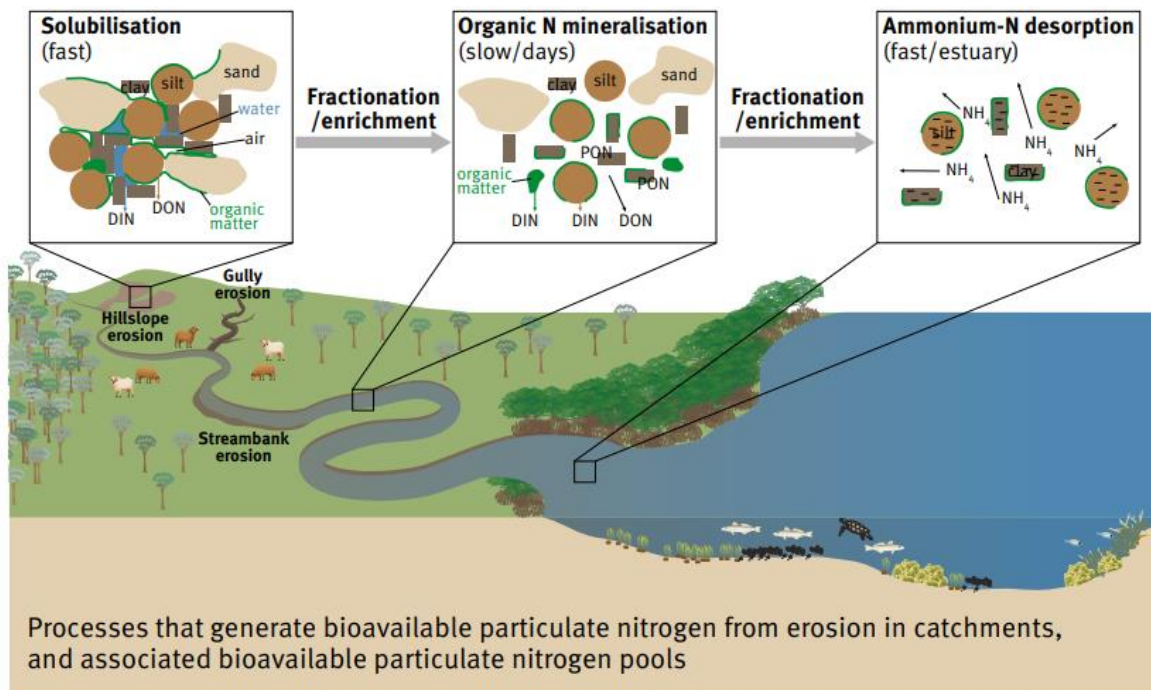 Solubilisation
(fast)
clay
silt
sand
water
air
organic
matter
DIN
DON
Fractionation
/enrichment
Organic N mineralisation
(slow/days)
clay
silt
sand
PON
organic
matter
PON
DIN
DIN
DON
Fractionation
/enrichment
Ammonium-N desorption
(fast/estuary)
NH4
NH4
silt
NH4
NH4
clay
NH4
Gully
erosion
Hillslope
erosion
Streambank
erosion
Processes that generate bioavailable particulate nitrogen from erosion in catchments,
and associated bioavailable particulate nitrogen pools